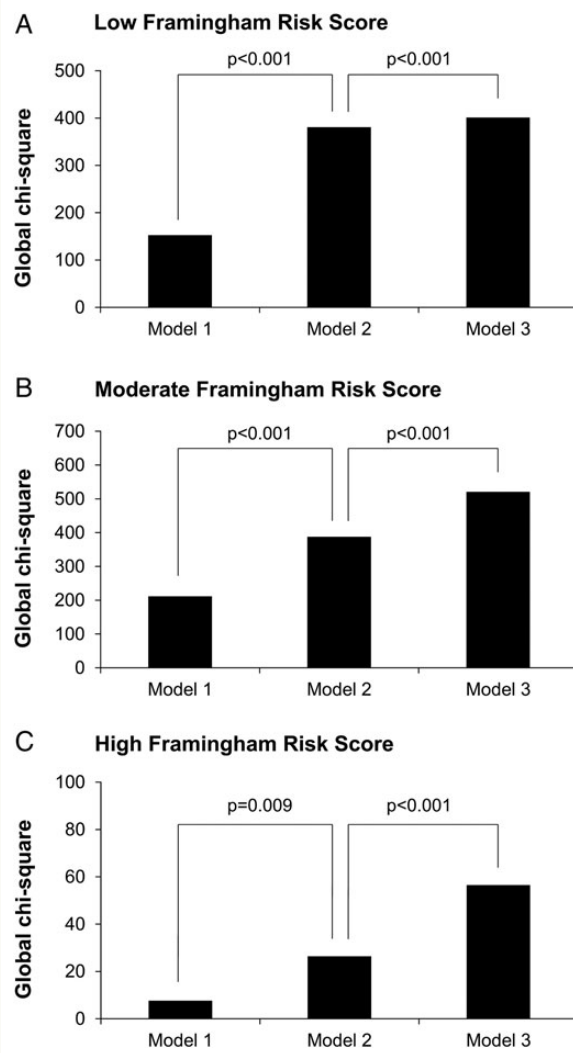 A
Low Framingham Risk Score
500
400
300
200
100
0
Global chi-square
p<0.001
p<0.001
Model 1
Model 2
Model 3
B
Moderate Framingham Risk Score
700
600
500
400
300
200
100
0
Global chi-square
p<0.001
p<0.001
Model 1
Model 2
Model 3
C
High Framingham Risk Score
100
80
60
40
20
0
Global chi-square
p=0.009
p<0.001
Model 1
Model 2
Model 3